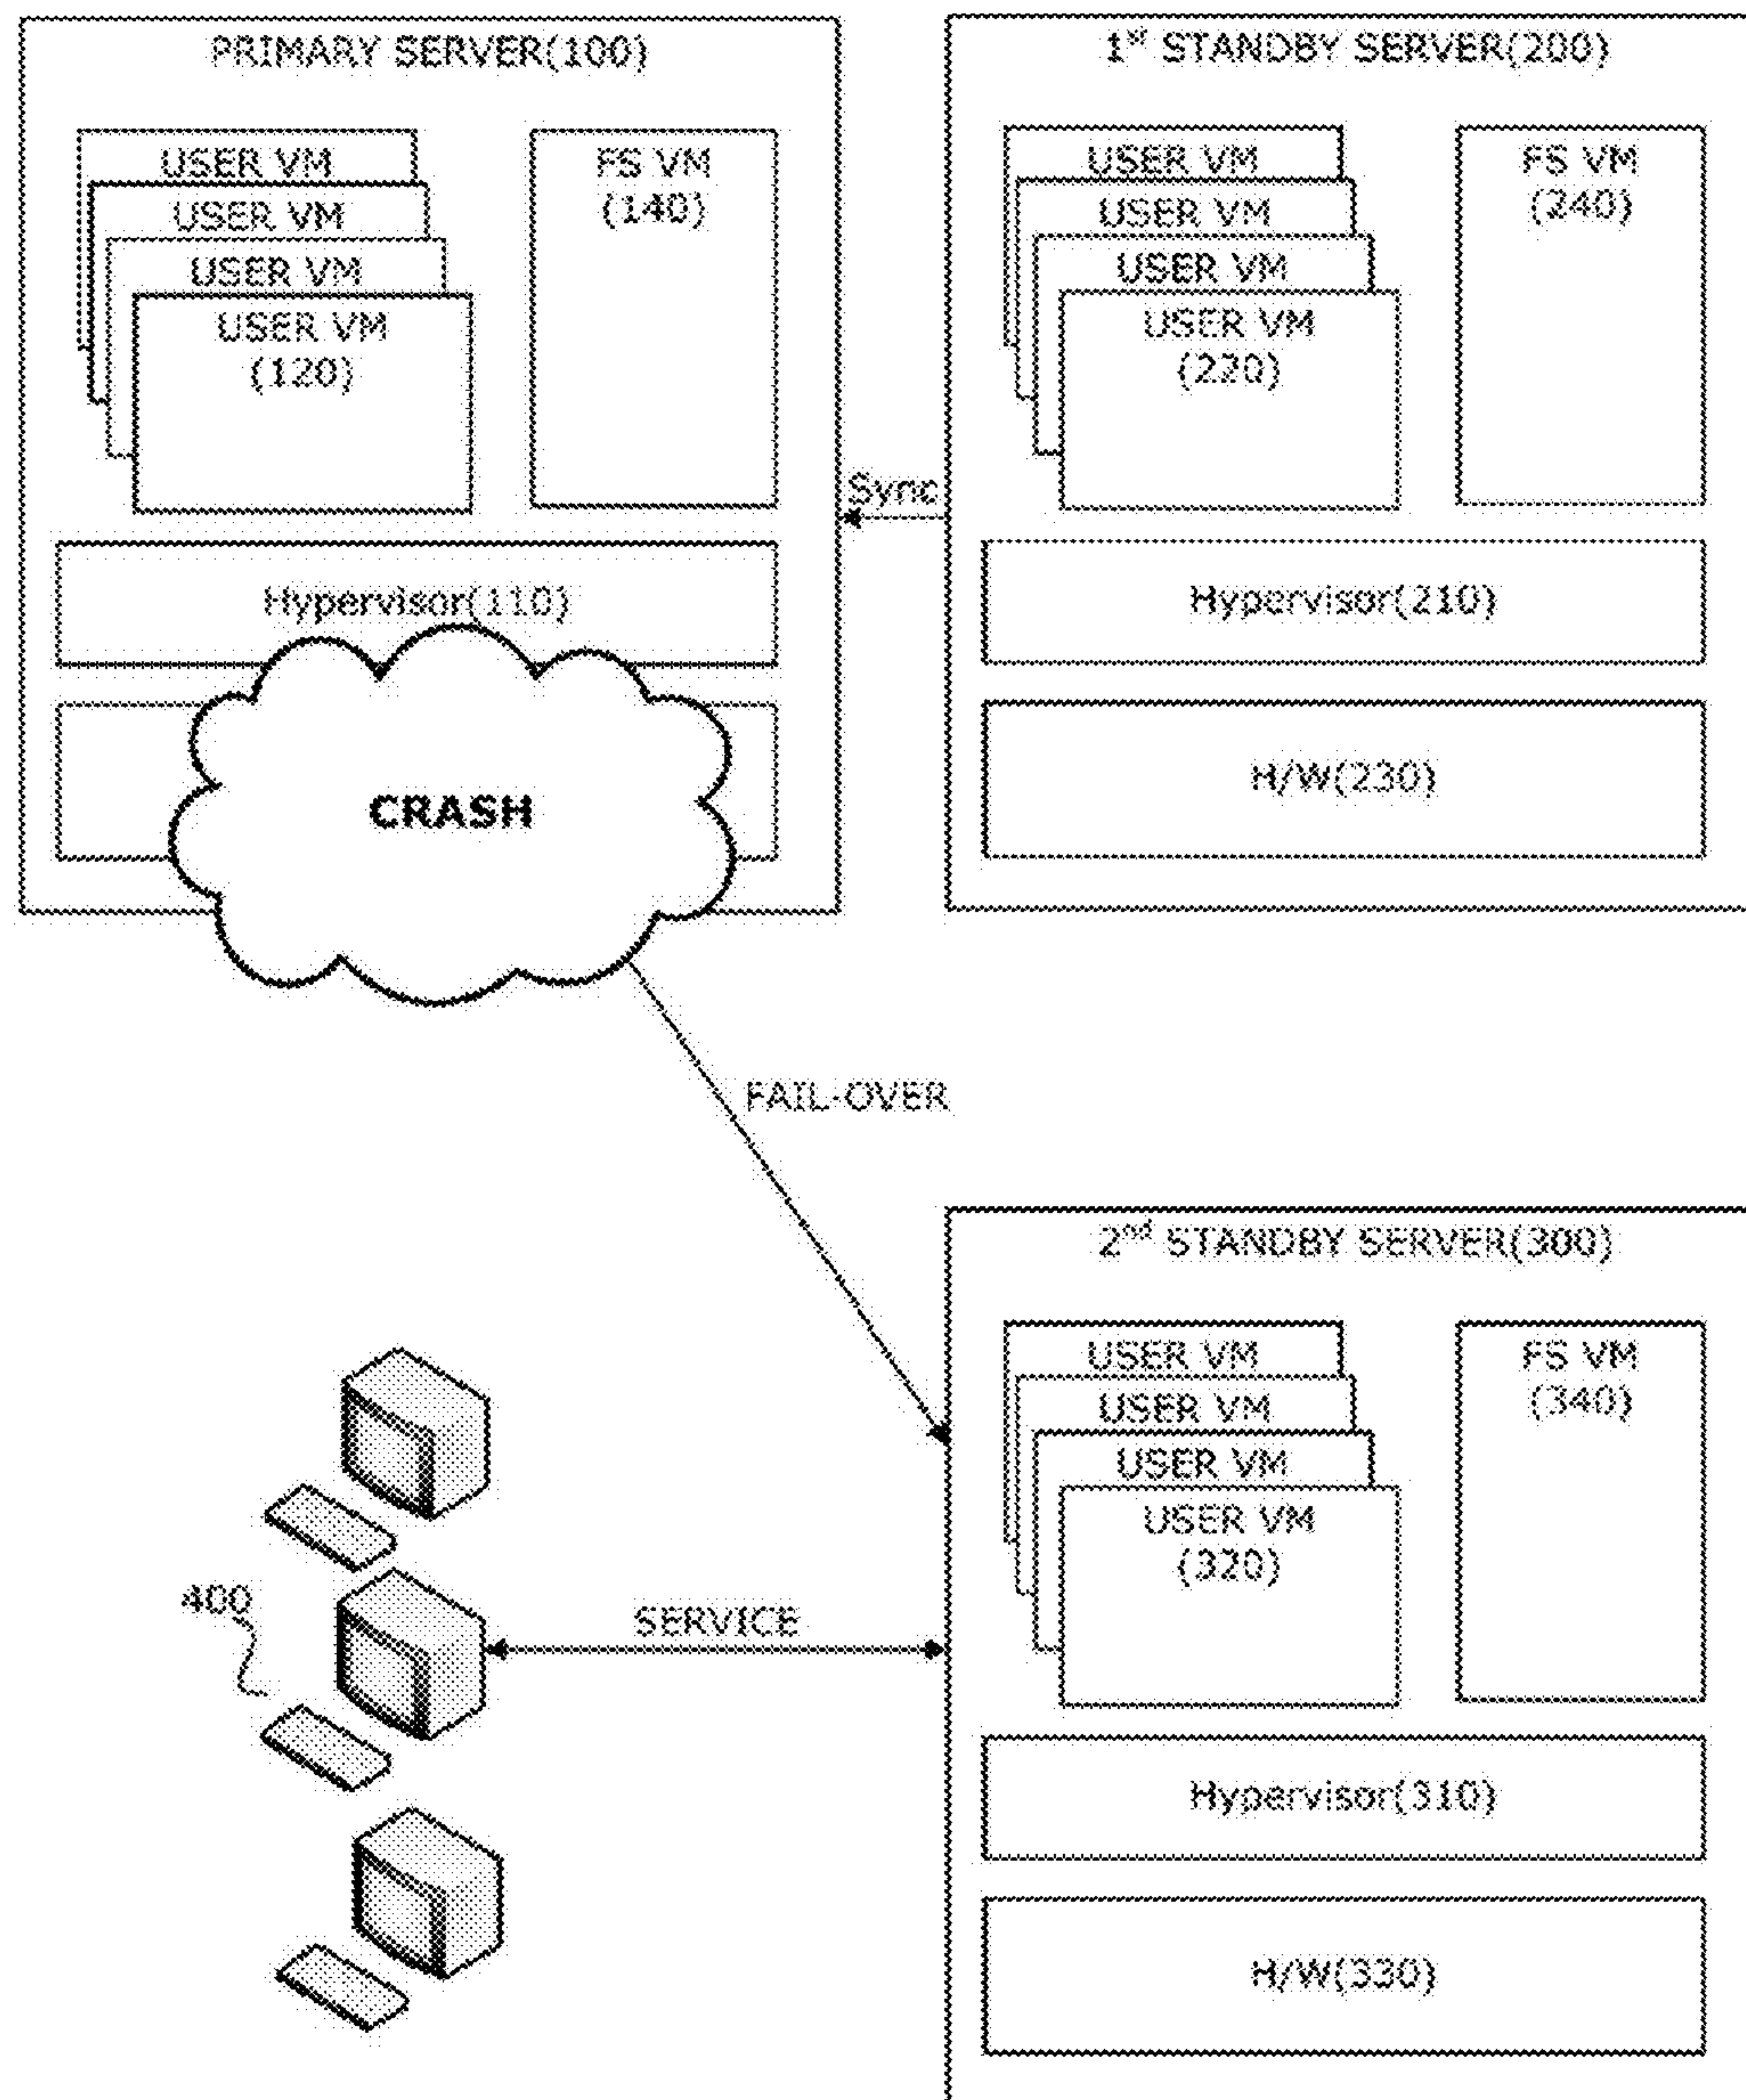 PRIMARY SERVER(100)
USER VM
USER VM
USER VM
USER VM
(120)
FS VM
(140)
Hypervisor(110)
CRASH
Sync
1st STANDBY SERVER(200)
USER VM
USER VM
USER VM
USER VM
(220)
FS VM
(240)
Hypervisor(210)
H/W(230)
FAIL-OVER
2nd STANDBY SERVER(300)
USER VM
USER VM
USER VM
USER VM
(320)
FS VM
(340)
Hypervisor(310)
H/W(330)
400
SERVICE